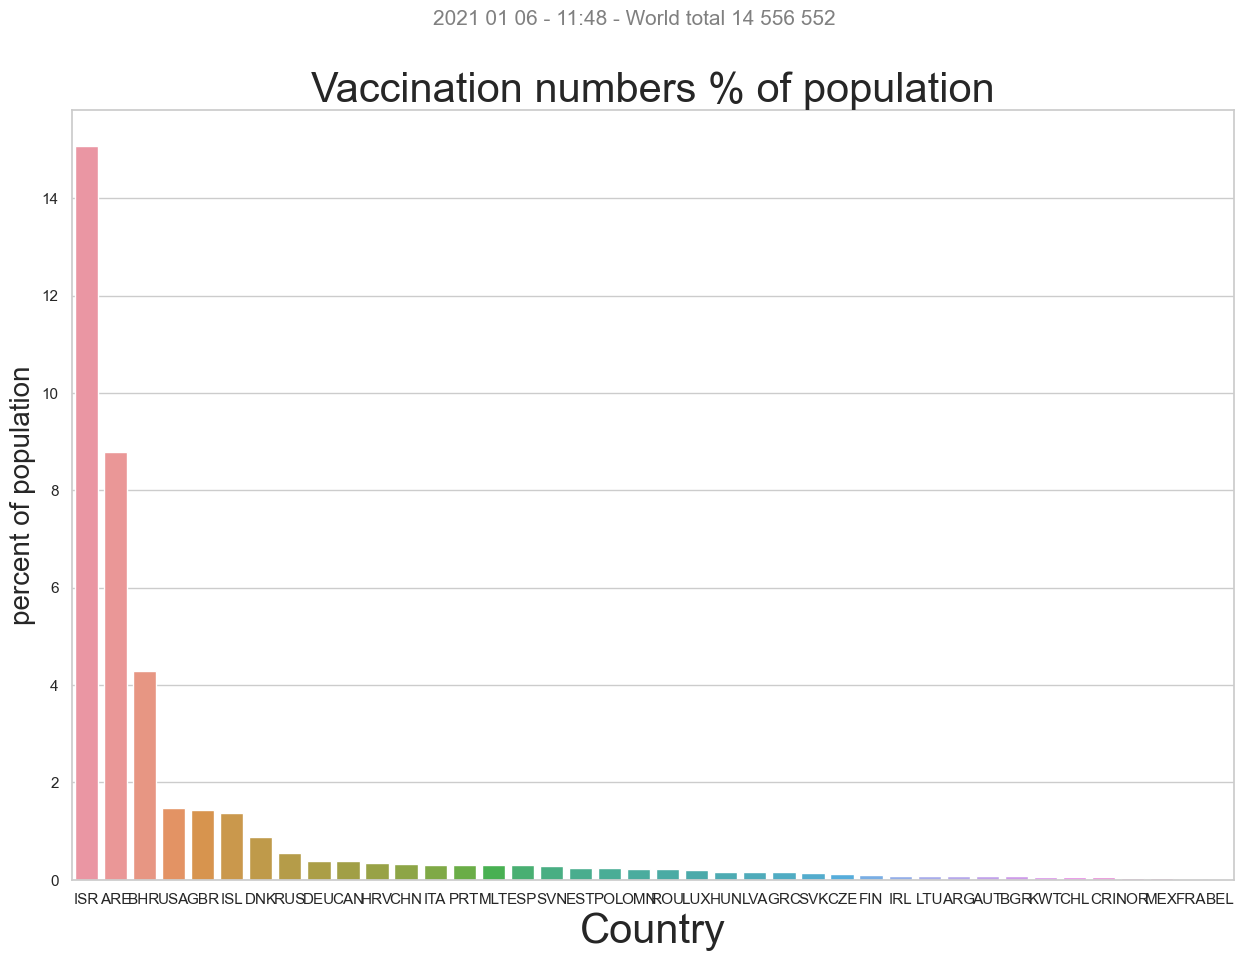 2021 01 06 - 11:48 - World total 14 556 552
Vaccination numbers % of population
14
12
10
8
6
4
2
0
percent of population
ISR ARE BHR USA GBR ISL DNK RUS DEU CAN HRV CHN ITA PRT MLT ESP SVN EST POL OMN ROU LUX HUN LVA GRC SVK CZE FIN IRL LTU ARG AUT BGR KWT CHL CRI NOR MEX FRA BEL
Country